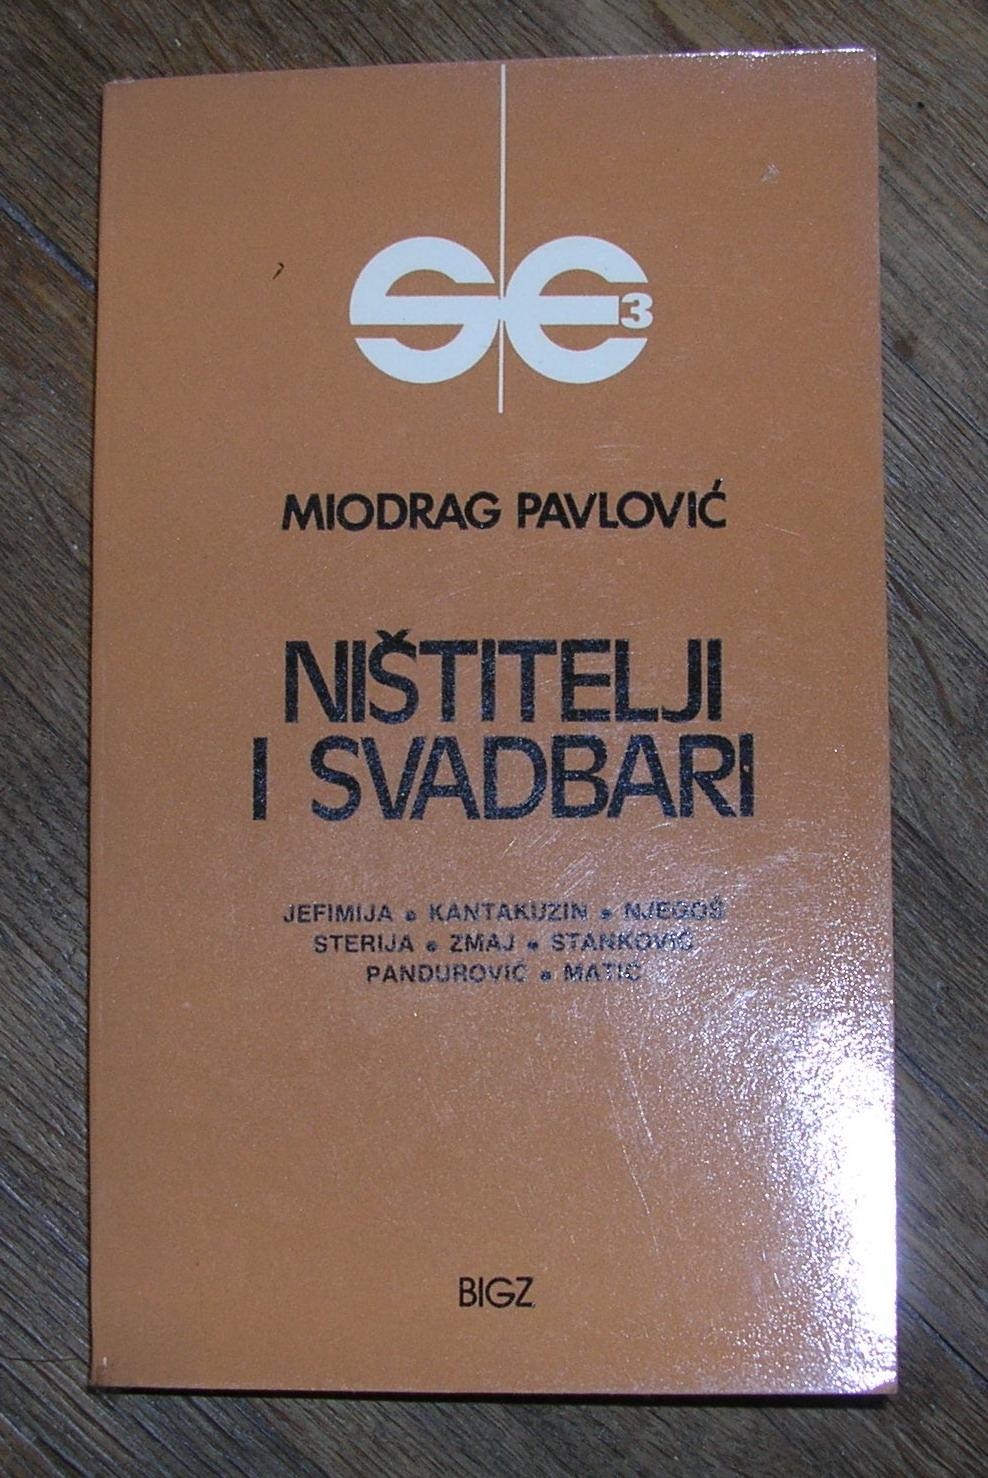 SE3
MIODRAG PAVLOVIĆ
NIŠTITELJI
I SVADBARI
JEFIMIJA • KANTAKUZIN • NJEGOŠ
STERIJA • ZMAJ • STANKOVIĆ
PANDUROVIĆ • MATIĆ
BIGZ